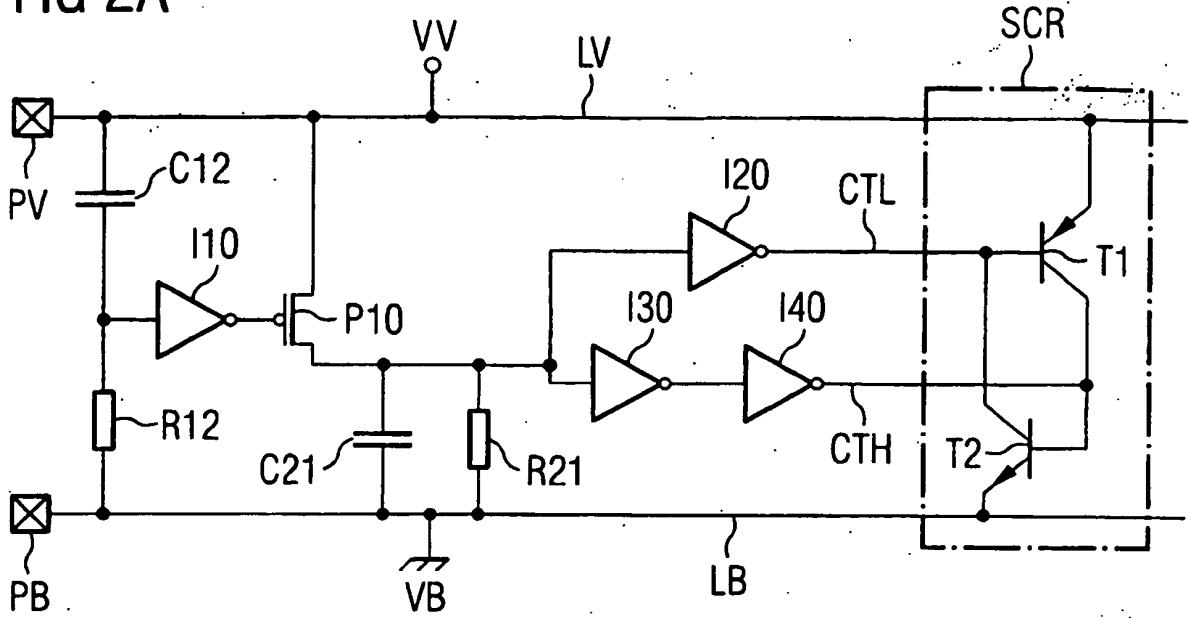 FIG 2A
SCR
VV
LV
PV
C12
I20
CTL
T1
I10
P10
I30
I40
R12
C21
R21
CTH
T2
PB
VB
LB